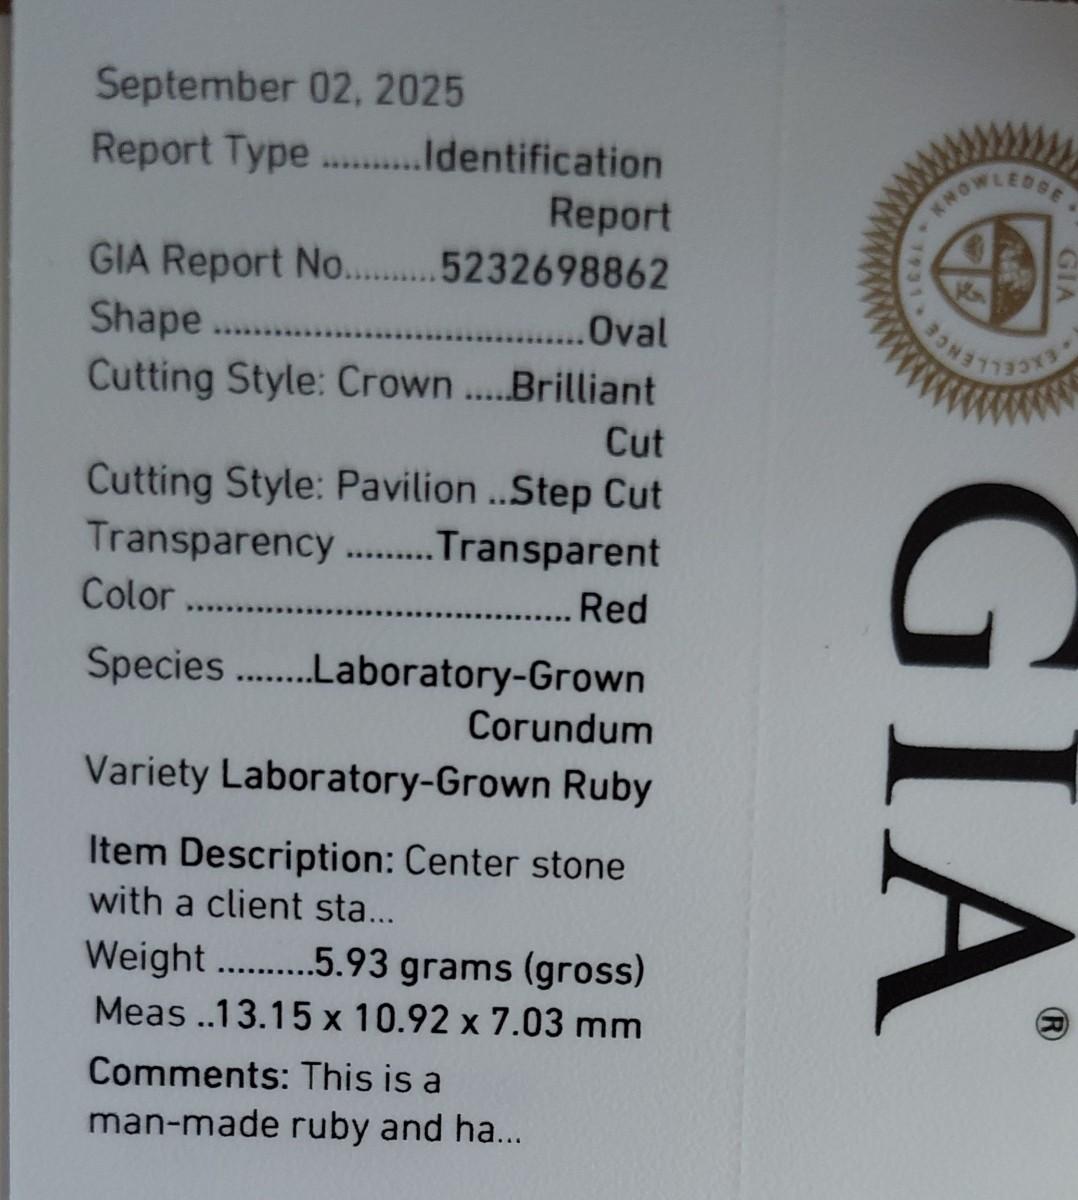 September 02, 2025
Report Type ..........Identification
Report
GIA Report No..........5232698862
Shape .....................................Oval
Cutting Style: Crown .....Brilliant
Cut
Cutting Style: Pavilion ..Step Cut
Transparency .........Transparent
Color ....................................... Red
Species ........Laboratory-Grown
Corundum
Variety Laboratory-Grown Ruby
Item Description: Center stone
with a client sta...
Weight ..........5.93 grams (gross)
Meas ..13.15 x 10.92 x 7.03 mm
Comments: This is a
man-made ruby and ha...
KNOWLEDGE
EXCELLENCE
1931
GIA
GIA®